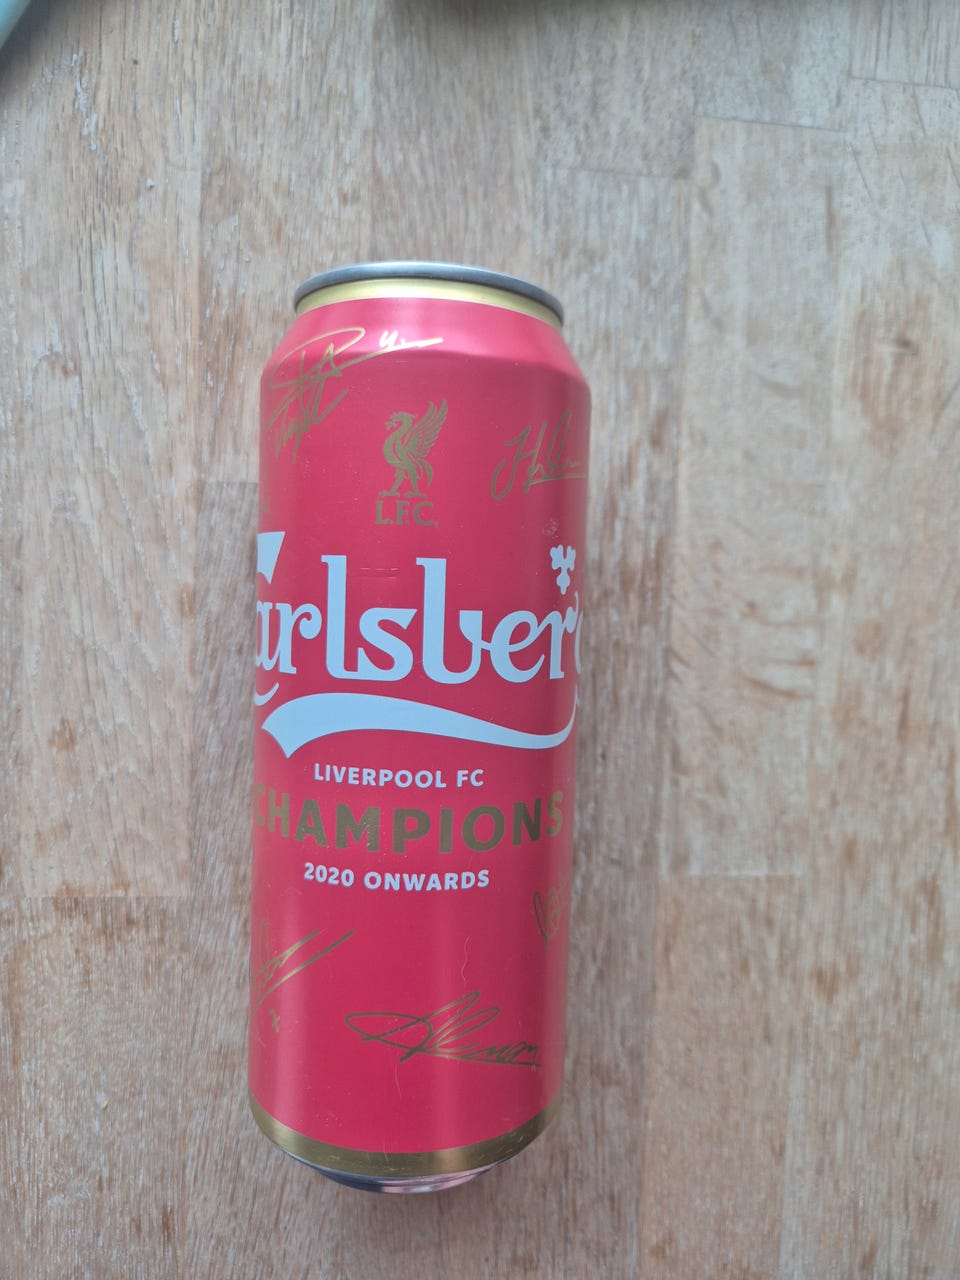 L.F.C.
Carlsberg
LIVERPOOL FC
CHAMPIONS
2020 ONWARDS